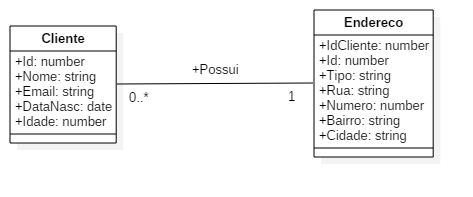 Cliente
+Id: number
+Nome: string
+Email: string
+DataNasc: date
+Idade: number
+Possui
0..*
1
Endereco
+IdCliente: number
+Id: number
+Tipo: string
+Rua: string
+Numero: number
+Bairro: string
+Cidade: string